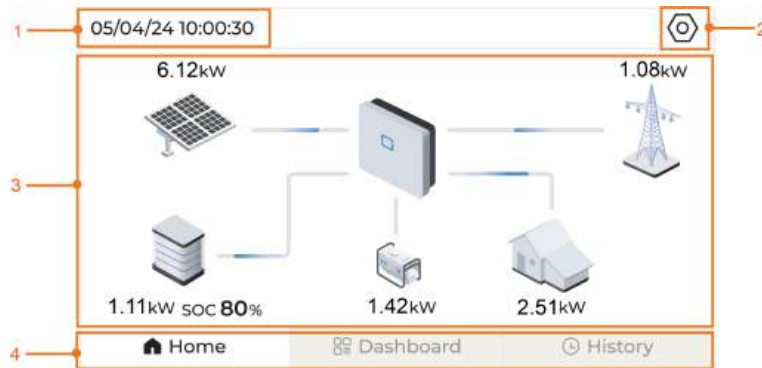 1 05/04/24 10:00:30 2
6.12kW 1.08kW
3
1.11kW SOC 80% 1.42kW 2.51kW
4 Home Dashboard History